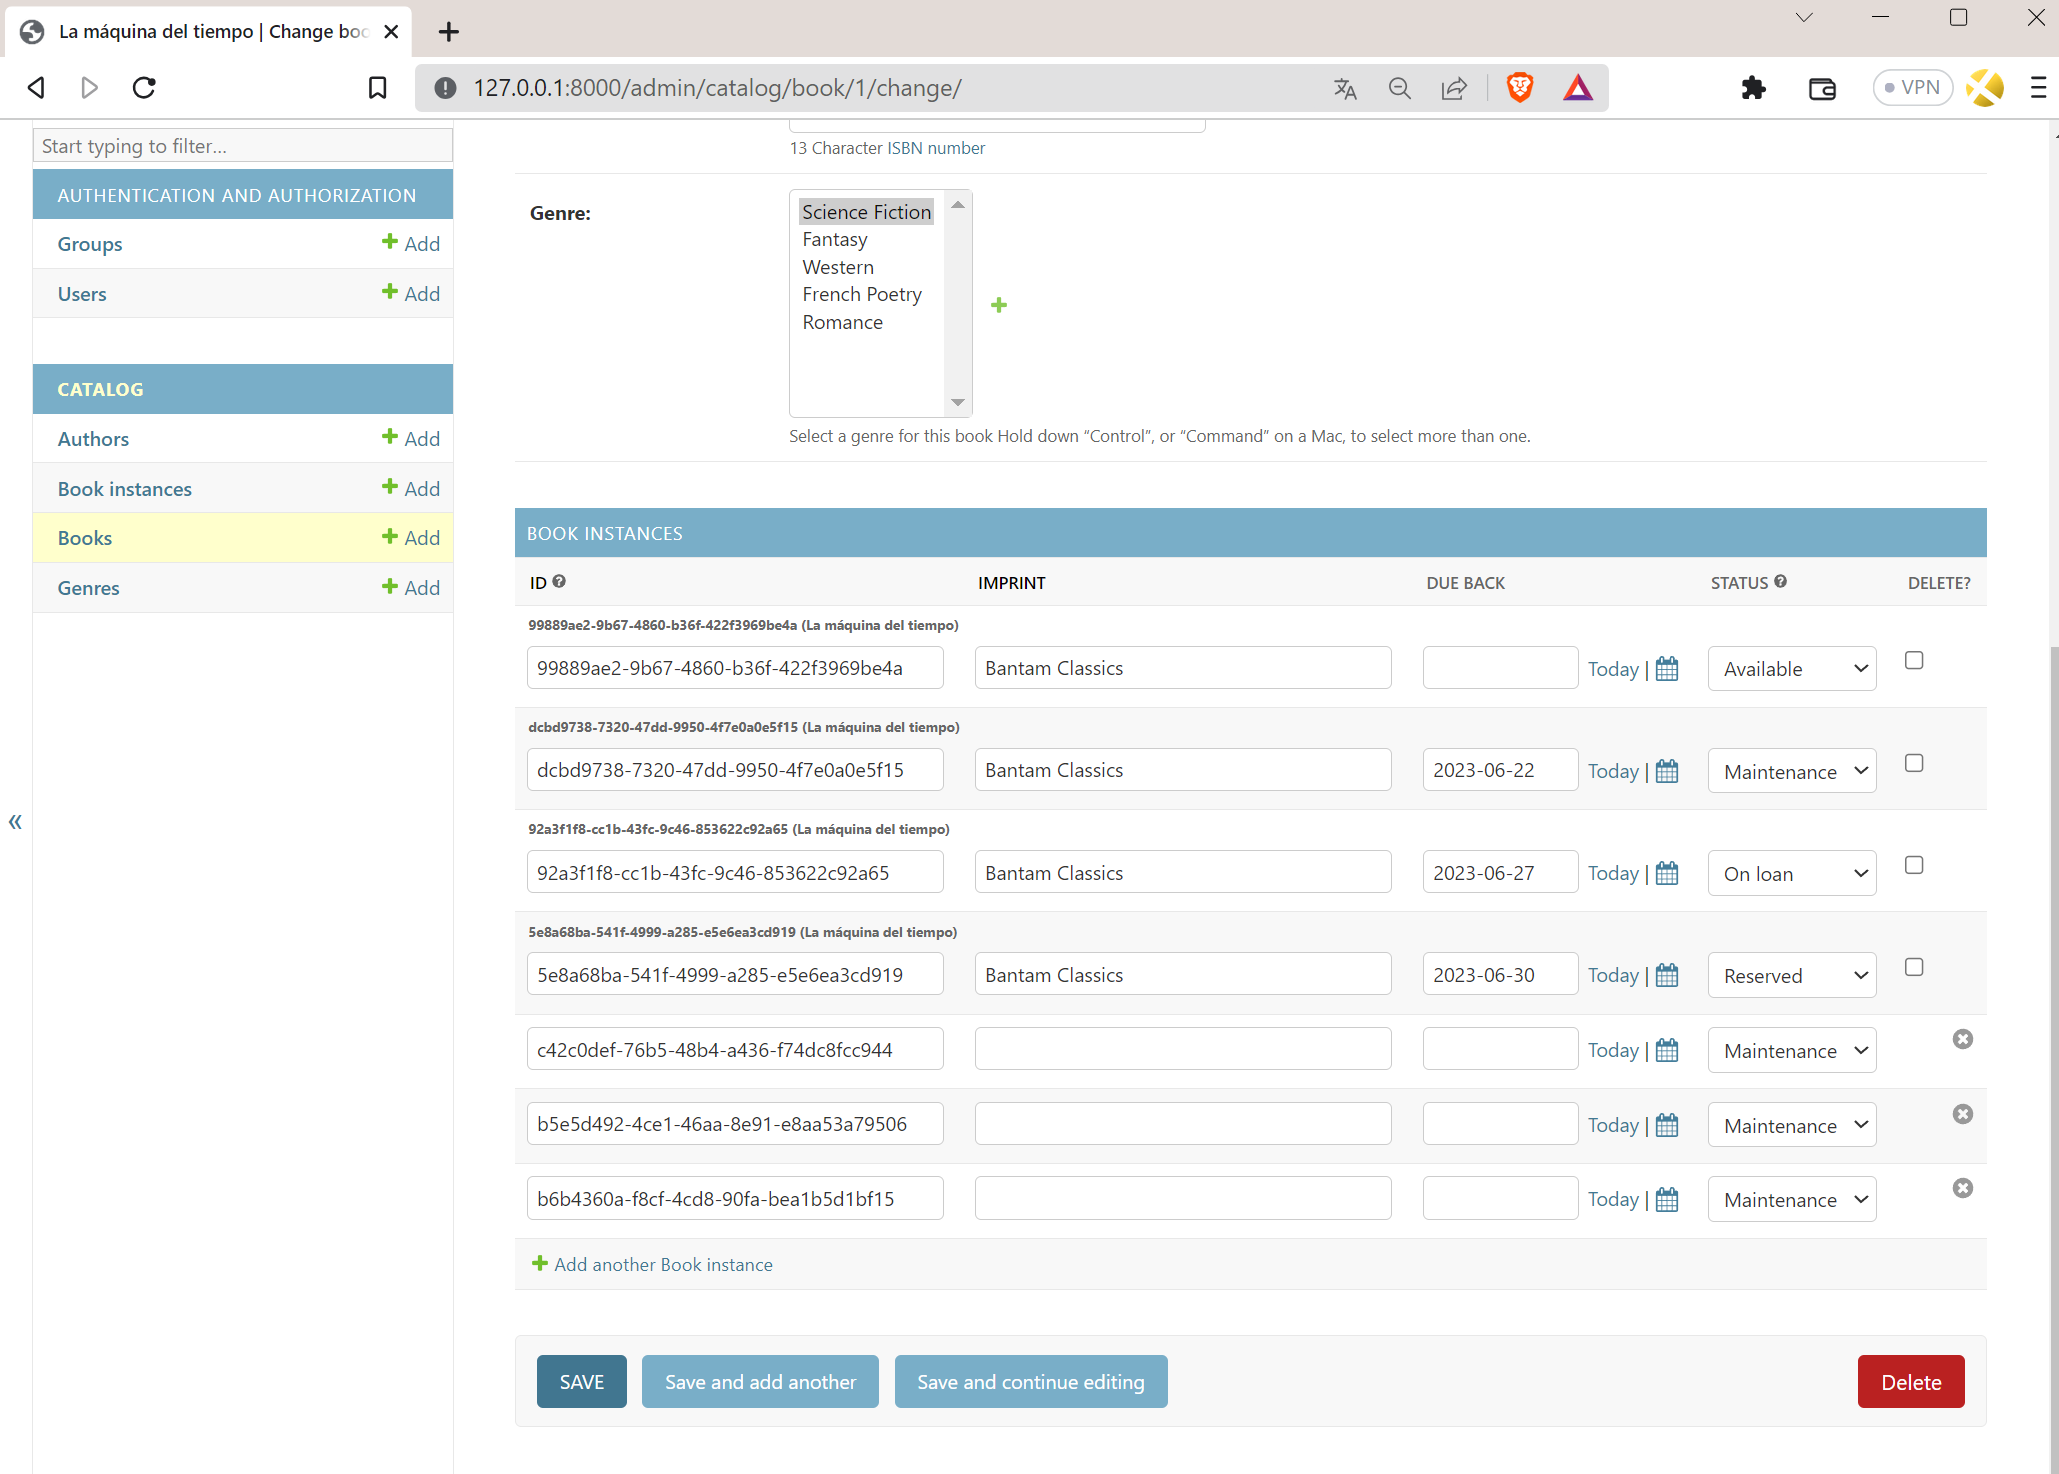 La máquina del tiempo | Change boo
127.0.0.1:8000/admin/catalog/book/1/change/
VPN
Start typing to filter...
AUTHENTICATION AND AUTHORIZATION
Groups Add
Users Add
CATALOG
Authors Add
Book instances Add
Books Add
Genres Add
13 Character ISBN number
Genre:
Science Fiction
Fantasy
Western
French Poetry
Romance
Select a genre for this book Hold down “Control”, or “Command” on a Mac, to select more than one.
BOOK INSTANCES
ID IMPRINT DUE BACK STATUS DELETE?
99889ae2-9b67-4860-b36f-422f3969be4a (La máquina del tiempo)
99889ae2-9b67-4860-b36f-422f3969be4a Bantam Classics Today | Available
dcbd9738-7320-47dd-9950-4f7e0a0e5f15 (La máquina del tiempo)
dcbd9738-7320-47dd-9950-4f7e0a0e5f15 Bantam Classics 2023-06-22 Today | Maintenance
92a3f1f8-cc1b-43fc-9c46-853622c92a65 (La máquina del tiempo)
92a3f1f8-cc1b-43fc-9c46-853622c92a65 Bantam Classics 2023-06-27 Today | On loan
5e8a68ba-541f-4999-a285-e5e6ea3cd919 (La máquina del tiempo)
5e8a68ba-541f-4999-a285-e5e6ea3cd919 Bantam Classics 2023-06-30 Today | Reserved
c42c0def-76b5-48b4-a436-f74dc8fcc944 Today | Maintenance
b5e5d492-4ce1-46aa-8e91-e8aa53a79506 Today | Maintenance
b6b4360a-f8cf-4cd8-90fa-bea1b5d1bf15 Today | Maintenance
Add another Book instance
SAVE Save and add another Save and continue editing Delete